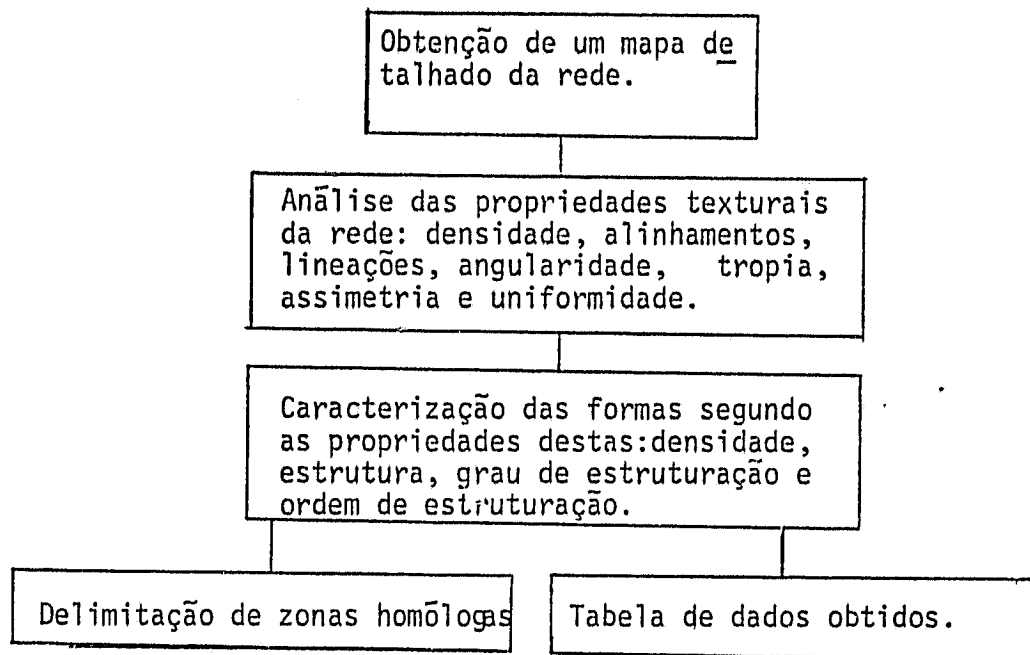 Obtenção de um mapa de
talhado da rede.
Análise das propriedades texturais
da rede: densidade, alinhamentos,
lineações, angularidade, tropia,
assimetria e uniformidade.
Caracterização das formas segundo
as propriedades destas:densidade,
estrutura, grau de estruturação e
ordem de estruturação.
Delimitação de zonas homólogas
Tabela de dados obtidos.